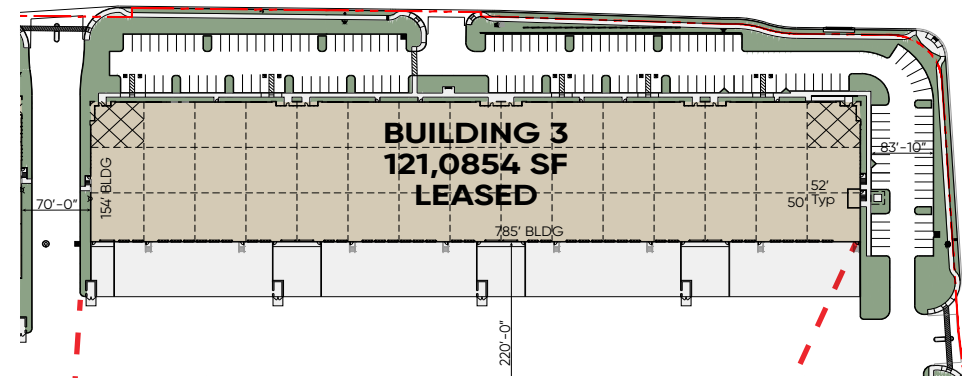 BUILDING 3
121,0854 SF
LEASED
83'-10"
154' BLDG
52'
50' Typ
70'-0"
785' BLDG
220'-0"